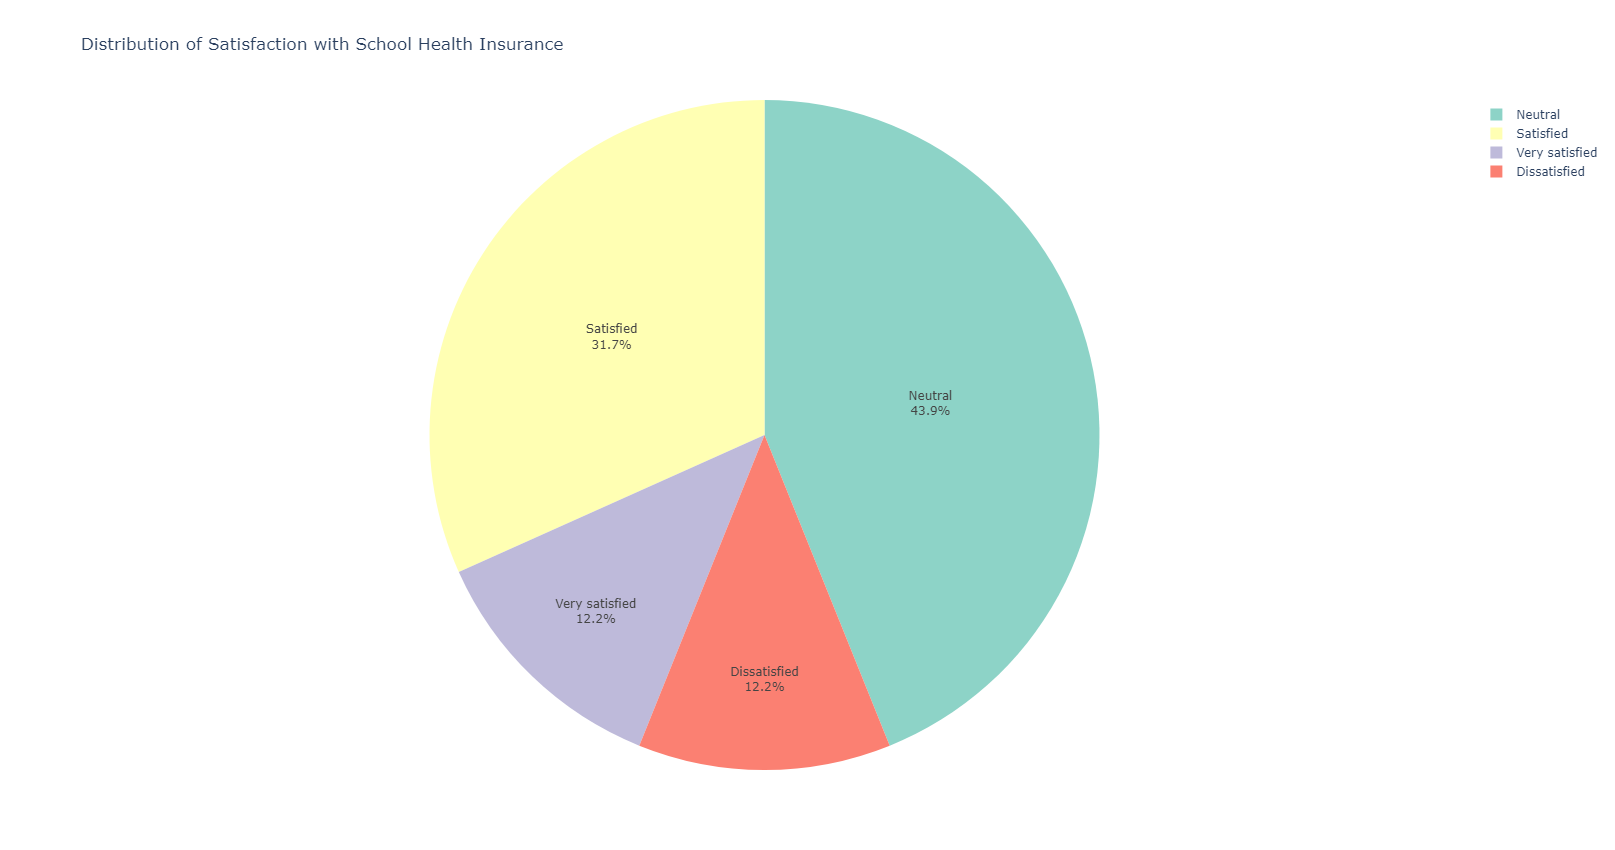 Distribution of Satisfaction with School Health Insurance
Neutral
Satisfied
Very satisfied
Dissatisfied
Satisfied
31.7%
Neutral
43.9%
Very satisfied
12.2%
Dissatisfied
12.2%